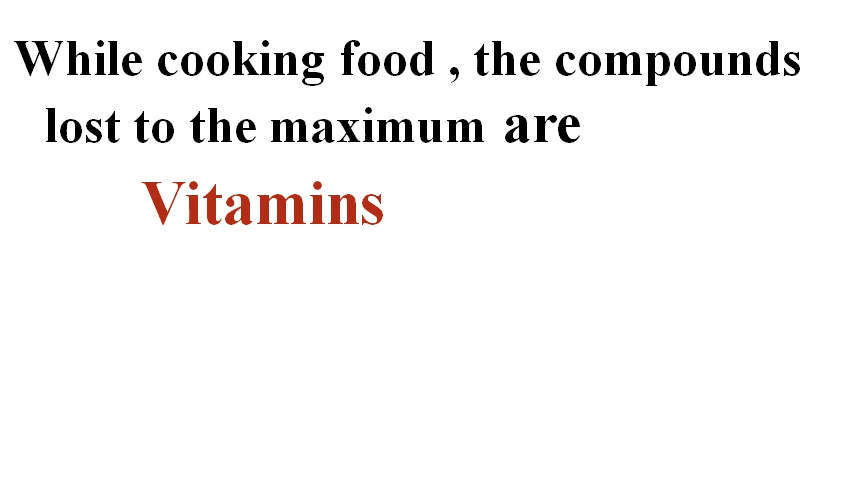 While cooking food , the compounds
lost to the maximum are
Vitamins